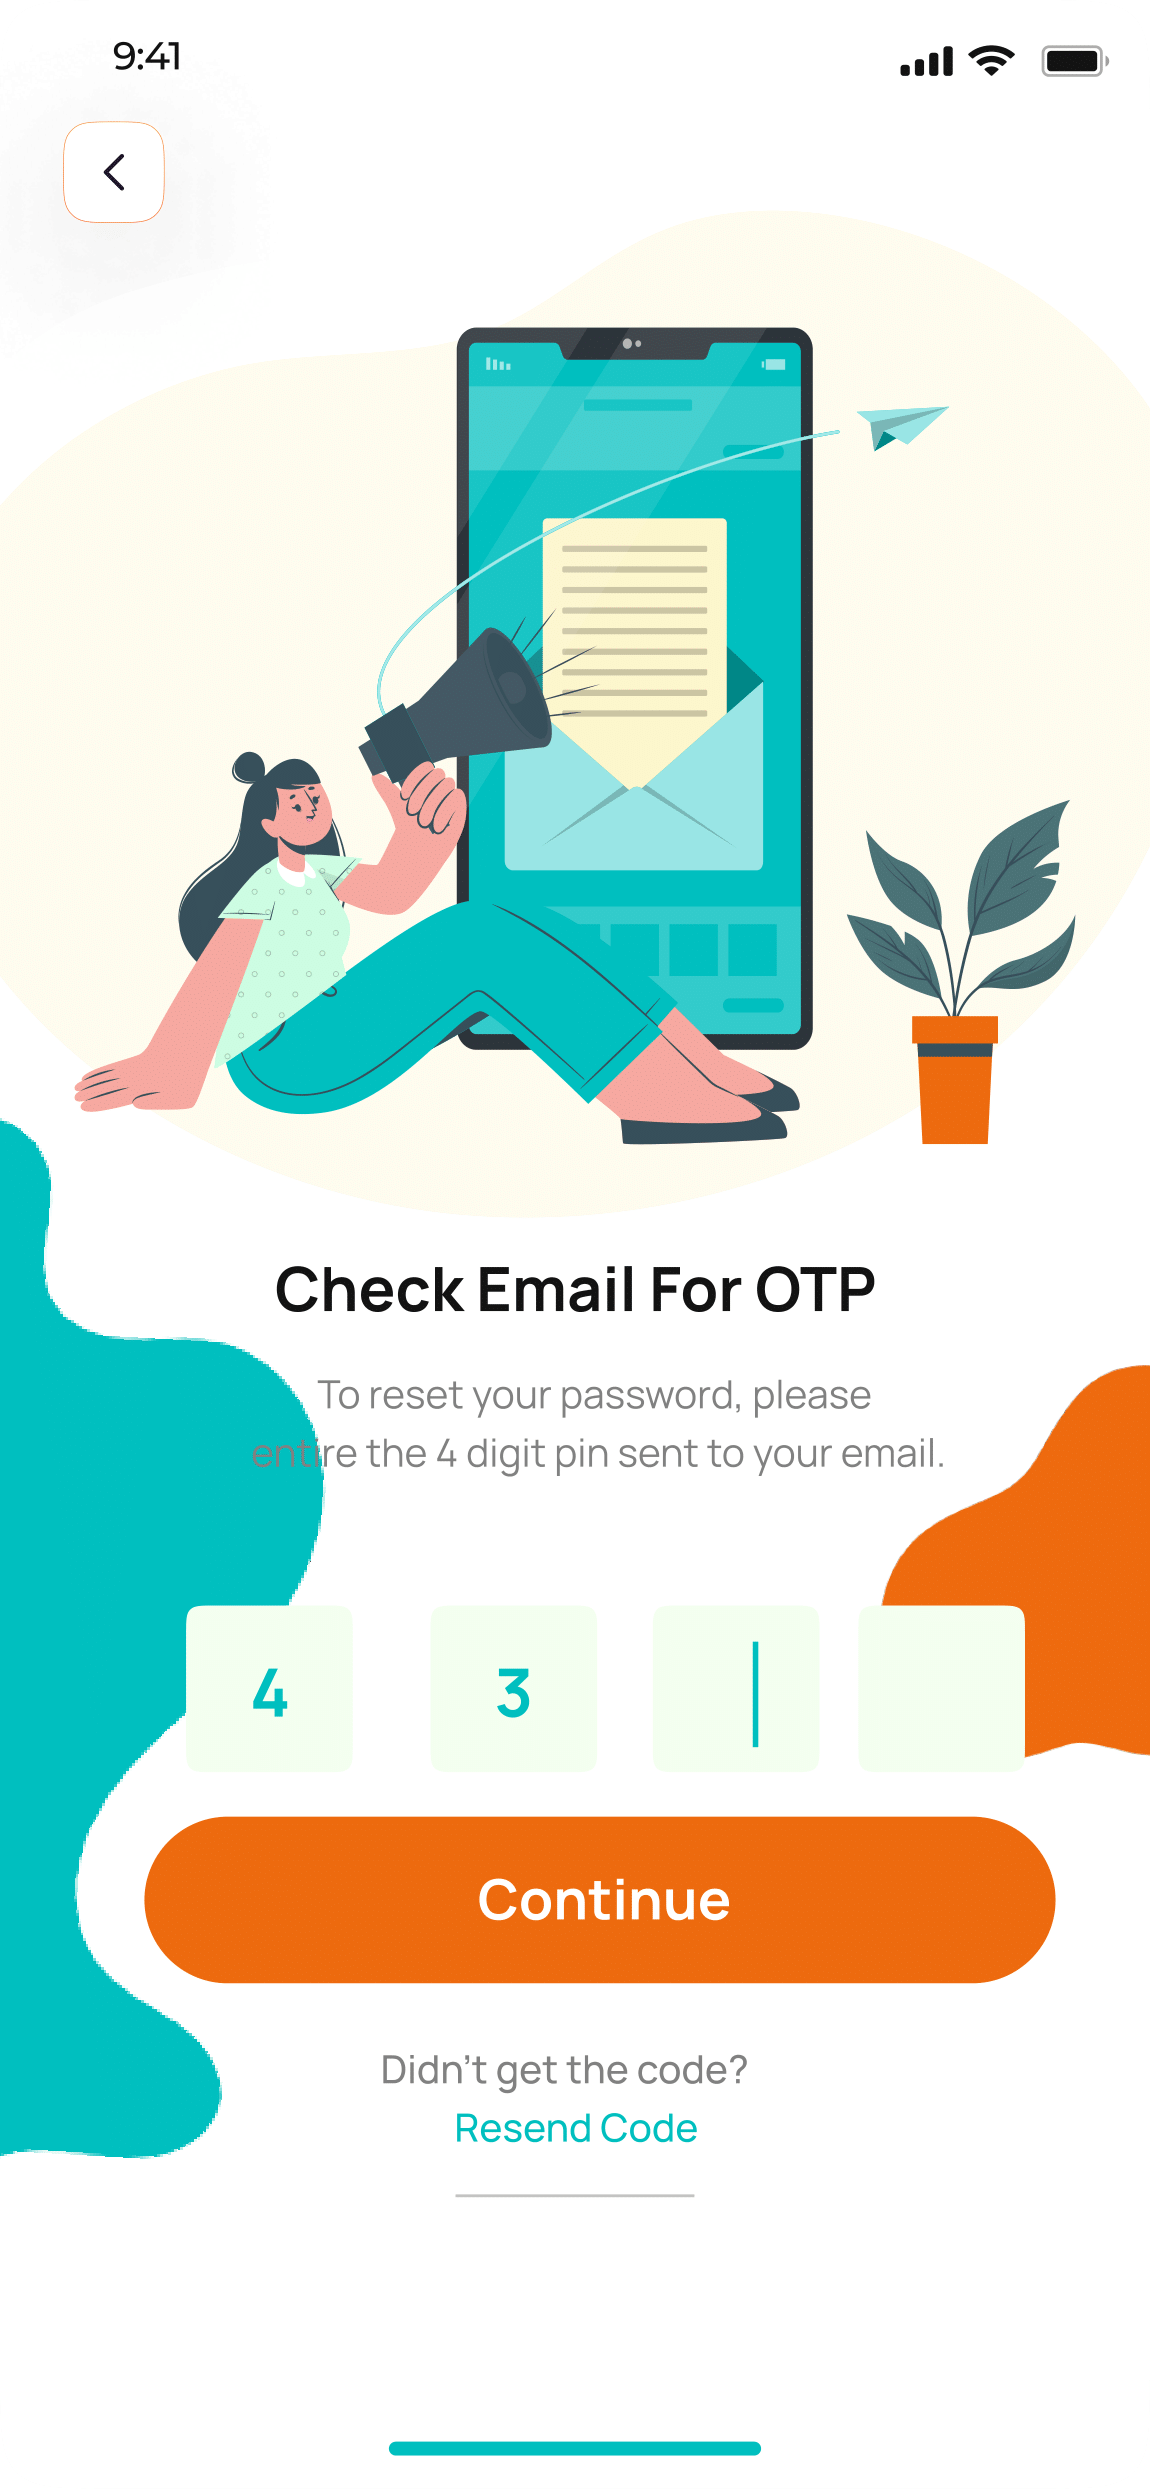 9:41
Check Email For OTP
To reset your password, please
entire the 4 digit pin sent to your email.
4 3
Continue
Didn't get the code?
Resend Code